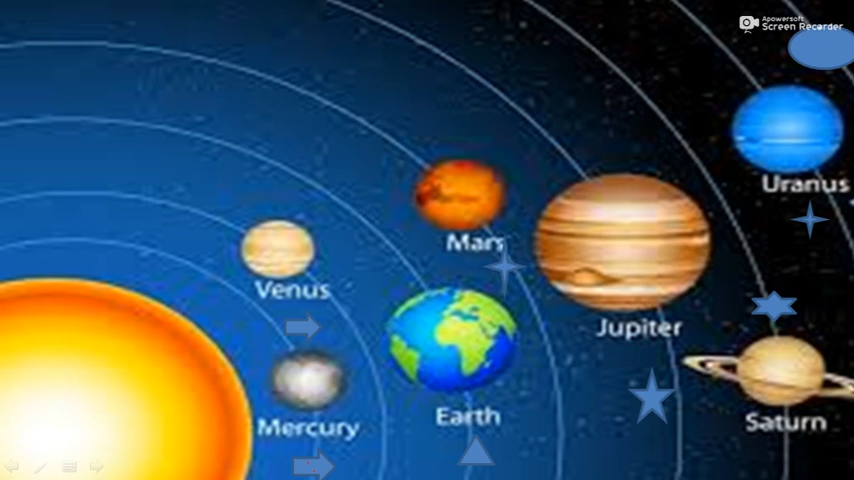 Apowersoft
Screen Recorder
Uranus
Mars
Venus
Jupiter
Earth
Saturn
Mercury